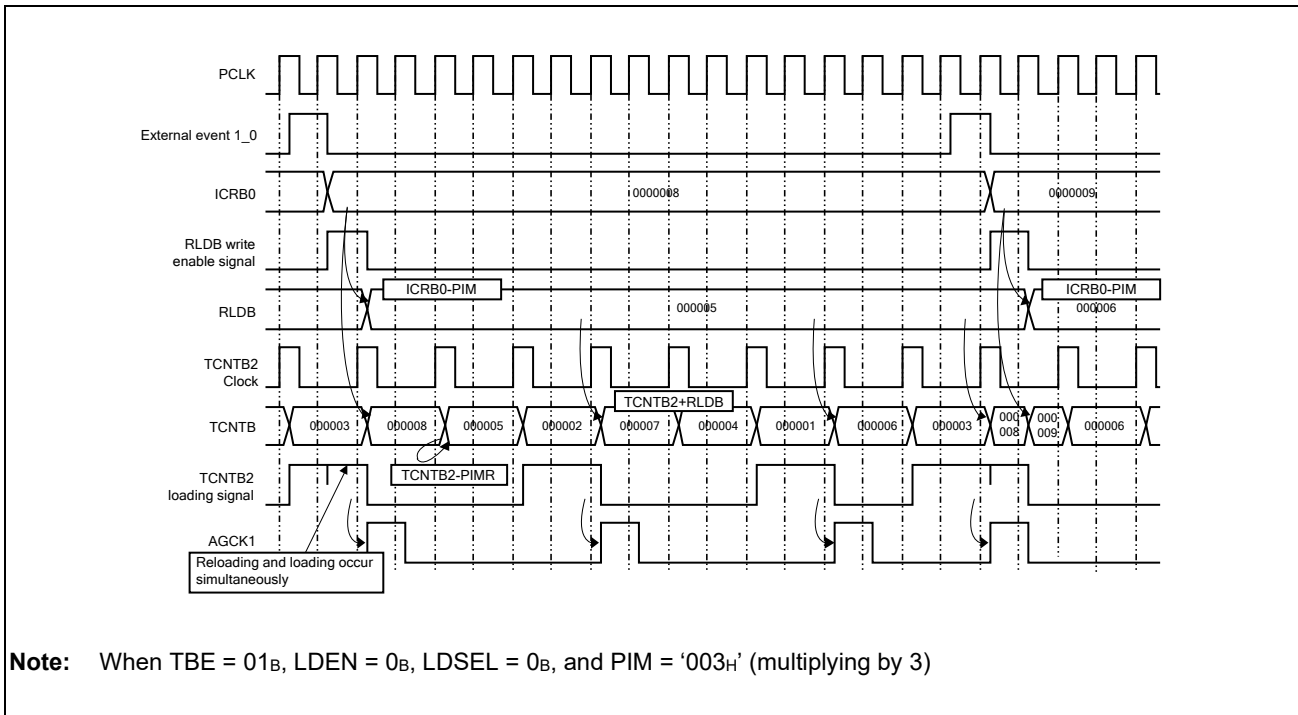 PCLK
External event 1_0
ICRB0
0000008
0000009
RLDB write
enable signal
ICRB0-PIM
ICRB0-PIM
RLDB
000005
000006
TCNTB2
Clock
TCNTB2+RLDB
TCNTB
000003
000008
000005
000002
000007
000004
000001
000006
000003
000
008
000
009
000006
TCNTB2-PIMR
TCNTB2
loading signal
AGCK1
Reloading and loading occur
simultaneously
Note: When TBE = 01B, LDEN = 0B, LDSEL = 0B, and PIM = ‘003H’ (multiplying by 3)